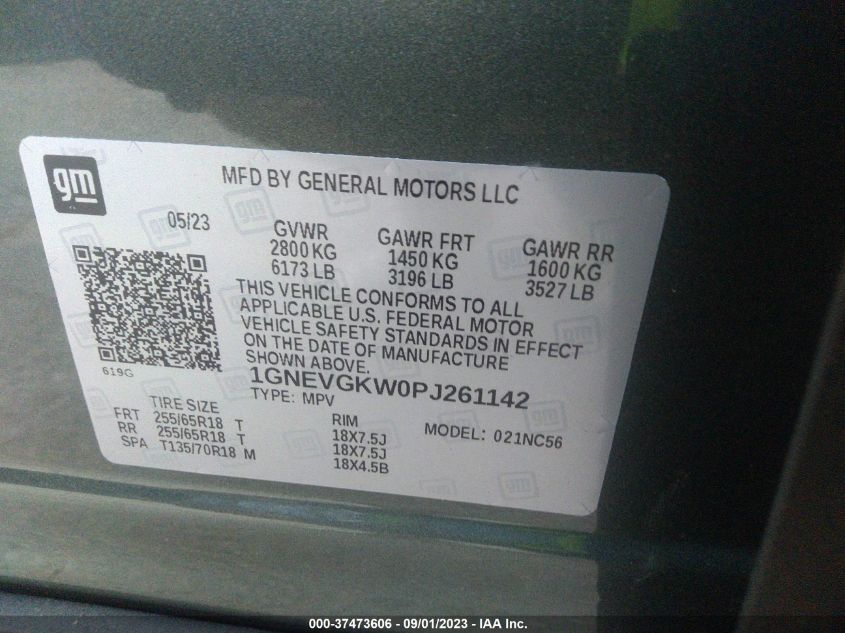 gm
MFD BY GENERAL MOTORS LLC
05/23
GVWR
2800 KG
6173 LB
GAWR FRT
1450 KG
3196 LB
GAWR RR
1600 KG
3527 LB
THIS VEHICLE CONFORMS TO ALL
APPLICABLE U.S. FEDERAL MOTOR
VEHICLE SAFETY STANDARDS IN EFFECT
ON THE DATE OF MANUFACTURE
SHOWN ABOVE.
619G
1GNEVGKW0PJ261142
TYPE: MPV
MODEL: 021NC56
TIRE SIZE RIM
FRT 255/65R18 T 18X7.5J
RR 255/65R18 T 18X7.5J
SPA T135/70R18 M 18X4.5B
000-37473606 - 09/01/2023 - IAA Inc.